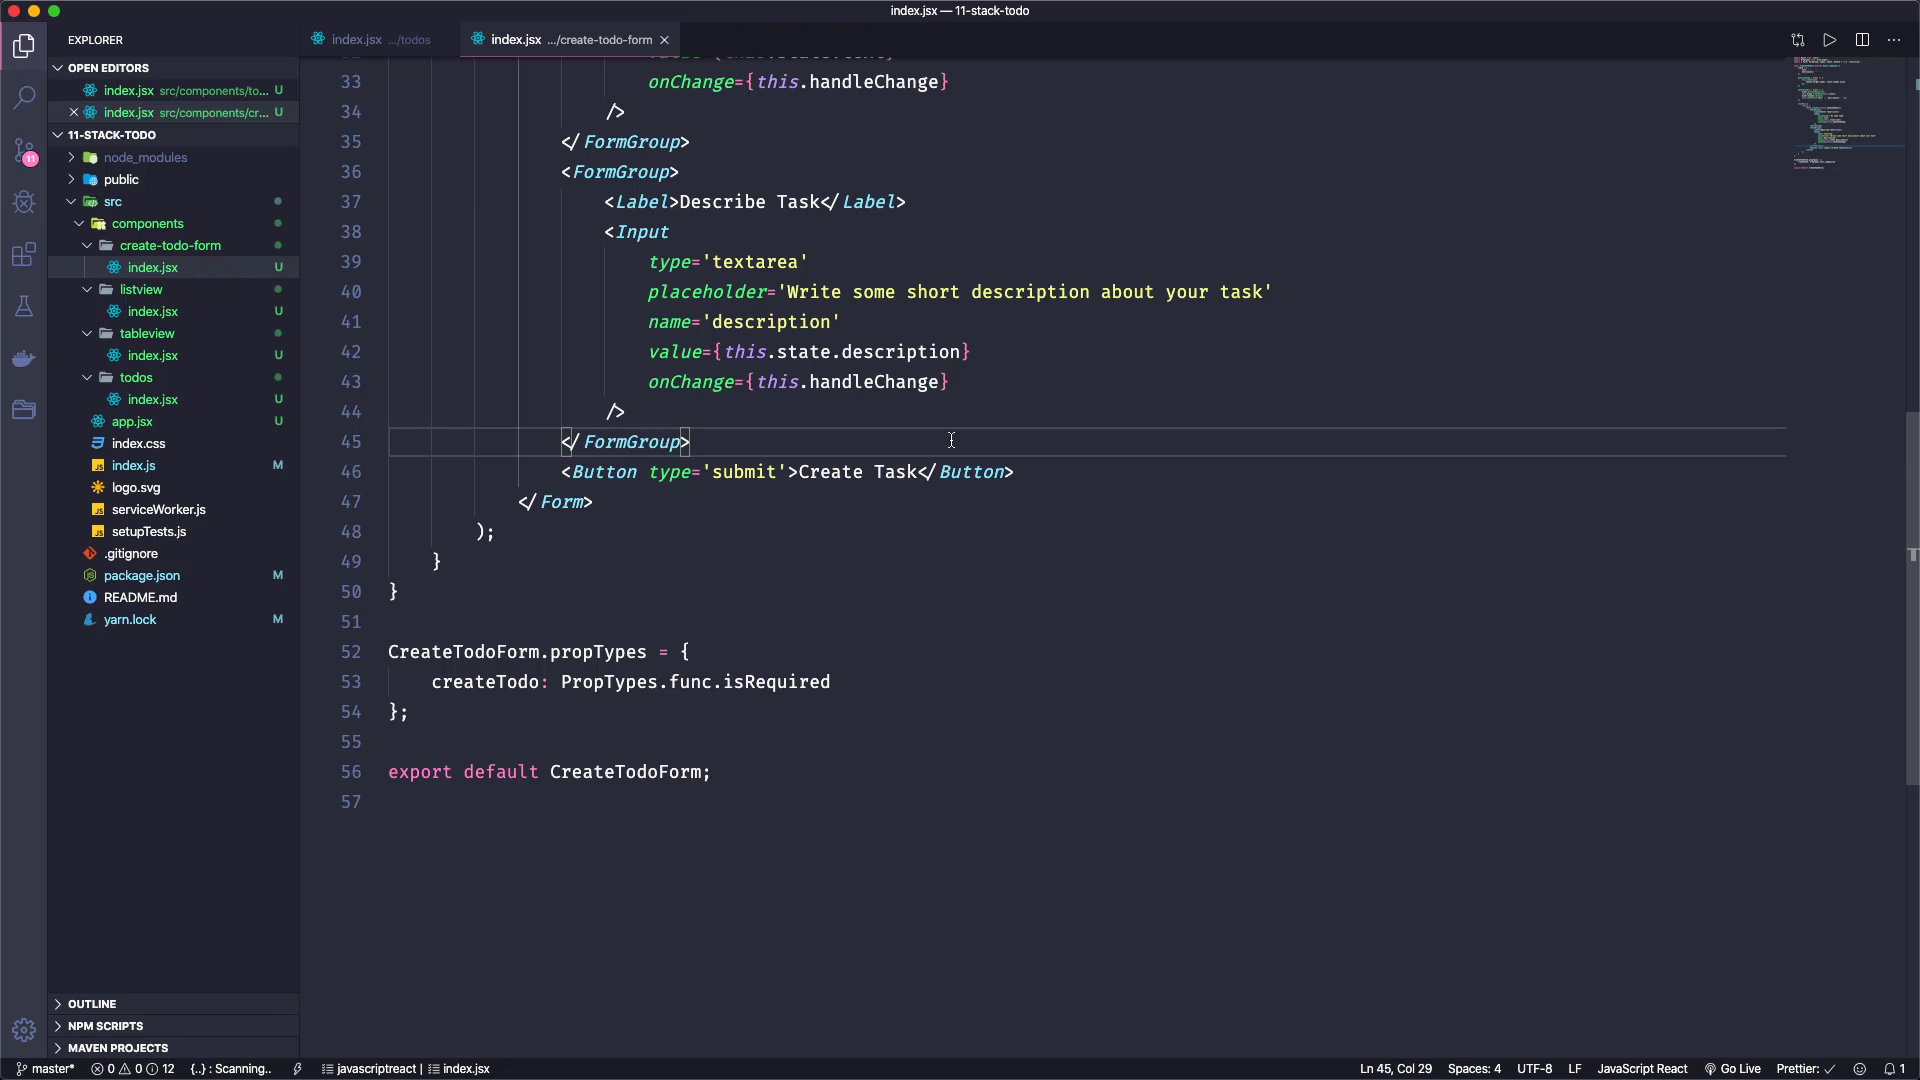 index.jsx — 11-stack-todo
EXPLORER
index.jsx .../todos
index.jsx .../create-todo-form
OPEN EDITORS
index.jsx src/components/to... U
index.jsx src/components/cr... U
11-STACK-TODO
node_modules
public
src
components
create-todo-form
index.jsx U
listview
index.jsx U
tableview
index.jsx U
todos
index.jsx U
app.jsx U
index.css
index.js M
logo.svg
serviceWorker.js
setupTests.js
.gitignore
package.json M
README.md
yarn.lock M
OUTLINE
NPM SCRIPTS
MAVEN PROJECTS
11
33 onChange={this.handleChange}
34 />
35 </FormGroup>
36 <FormGroup>
37 <Label>Describe Task</Label>
38 <Input
39 type='textarea'
40 placeholder='Write some short description about your task'
41 name='description'
42 value={this.state.description}
43 onChange={this.handleChange}
44 />
45 </FormGroup>
46 <Button type='submit'>Create Task</Button>
47 </Form>
48 );
49 }
50 }
51
52 CreateTodoForm.propTypes = {
53 createTodo: PropTypes.func.isRequired
54 };
55
56 export default CreateTodoForm;
57
master* 0 0 12 {..} : Scanning.. javascriptreact | index.jsx Ln 45, Col 29 Spaces: 4 UTF-8 LF JavaScript React Go Live Prettier: ✓ 1